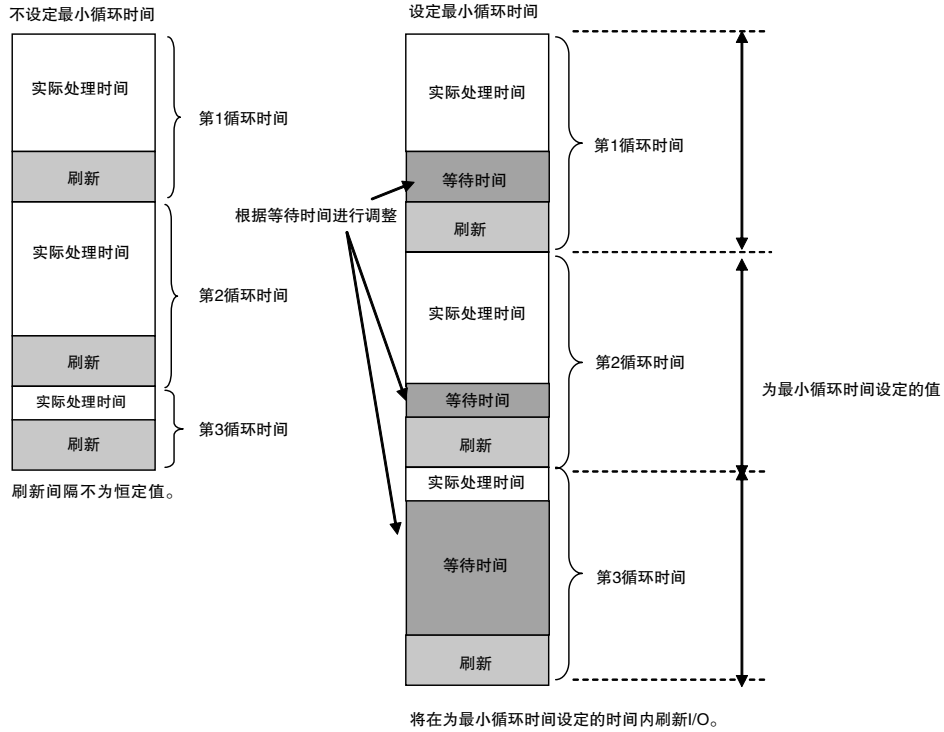 不设定最小循环时间
实际处理时间
第1循环时间
刷新
实际处理时间
第2循环时间
刷新
实际处理时间
第3循环时间
刷新
刷新间隔不为恒定值。
根据等待时间进行调整
设定最小循环时间
实际处理时间
第1循环时间
等待时间
刷新
实际处理时间
第2循环时间
等待时间
刷新
实际处理时间
等待时间
第3循环时间
刷新
为最小循环时间设定的值
将在为最小循环时间设定的时间内刷新I/O。